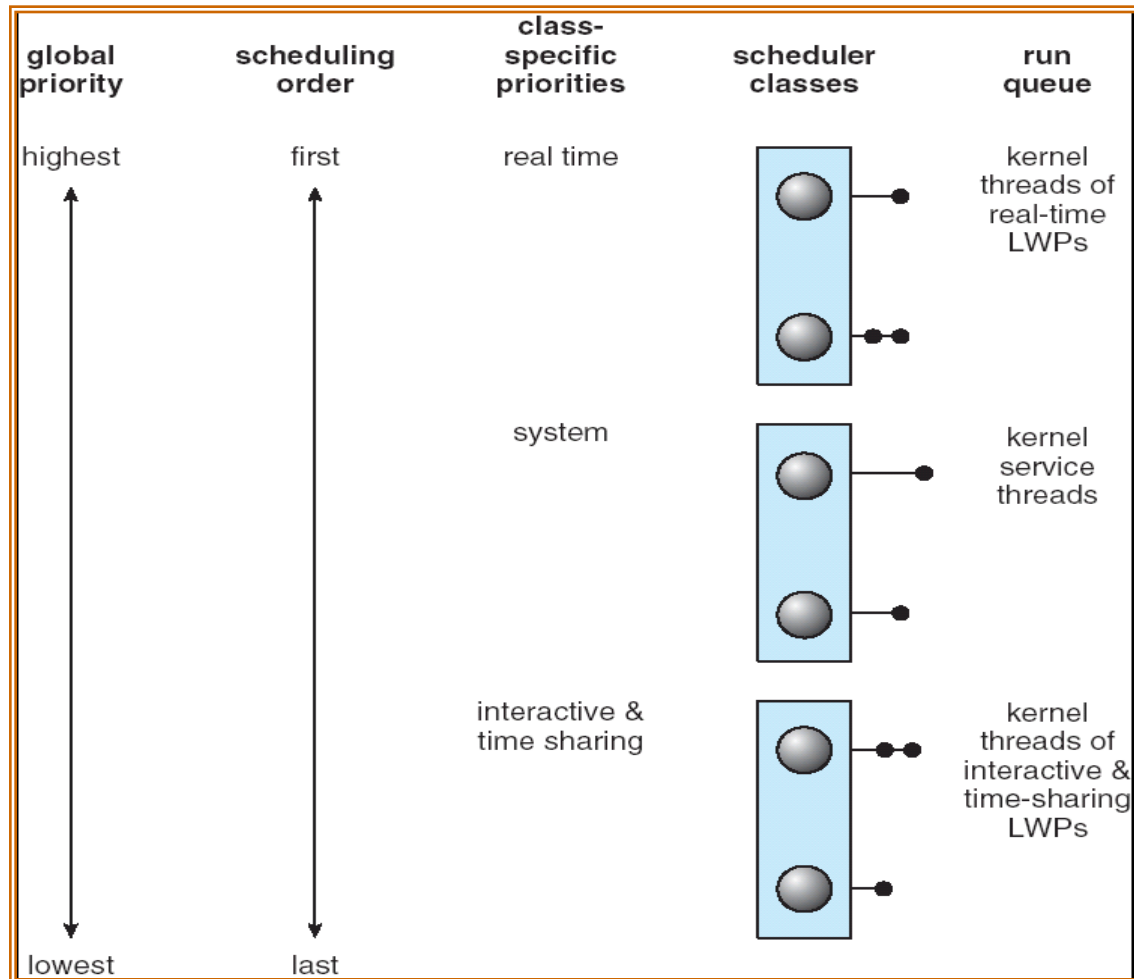 global
priority
scheduling
order
class-
specific
priorities
scheduler
classes
run
queue
highest
first
real time
kernel
threads of
real-time
LWPs
system
kernel
service
threads
interactive &
time sharing
kernel
threads of
interactive &
time-sharing
LWPs
lowest
last